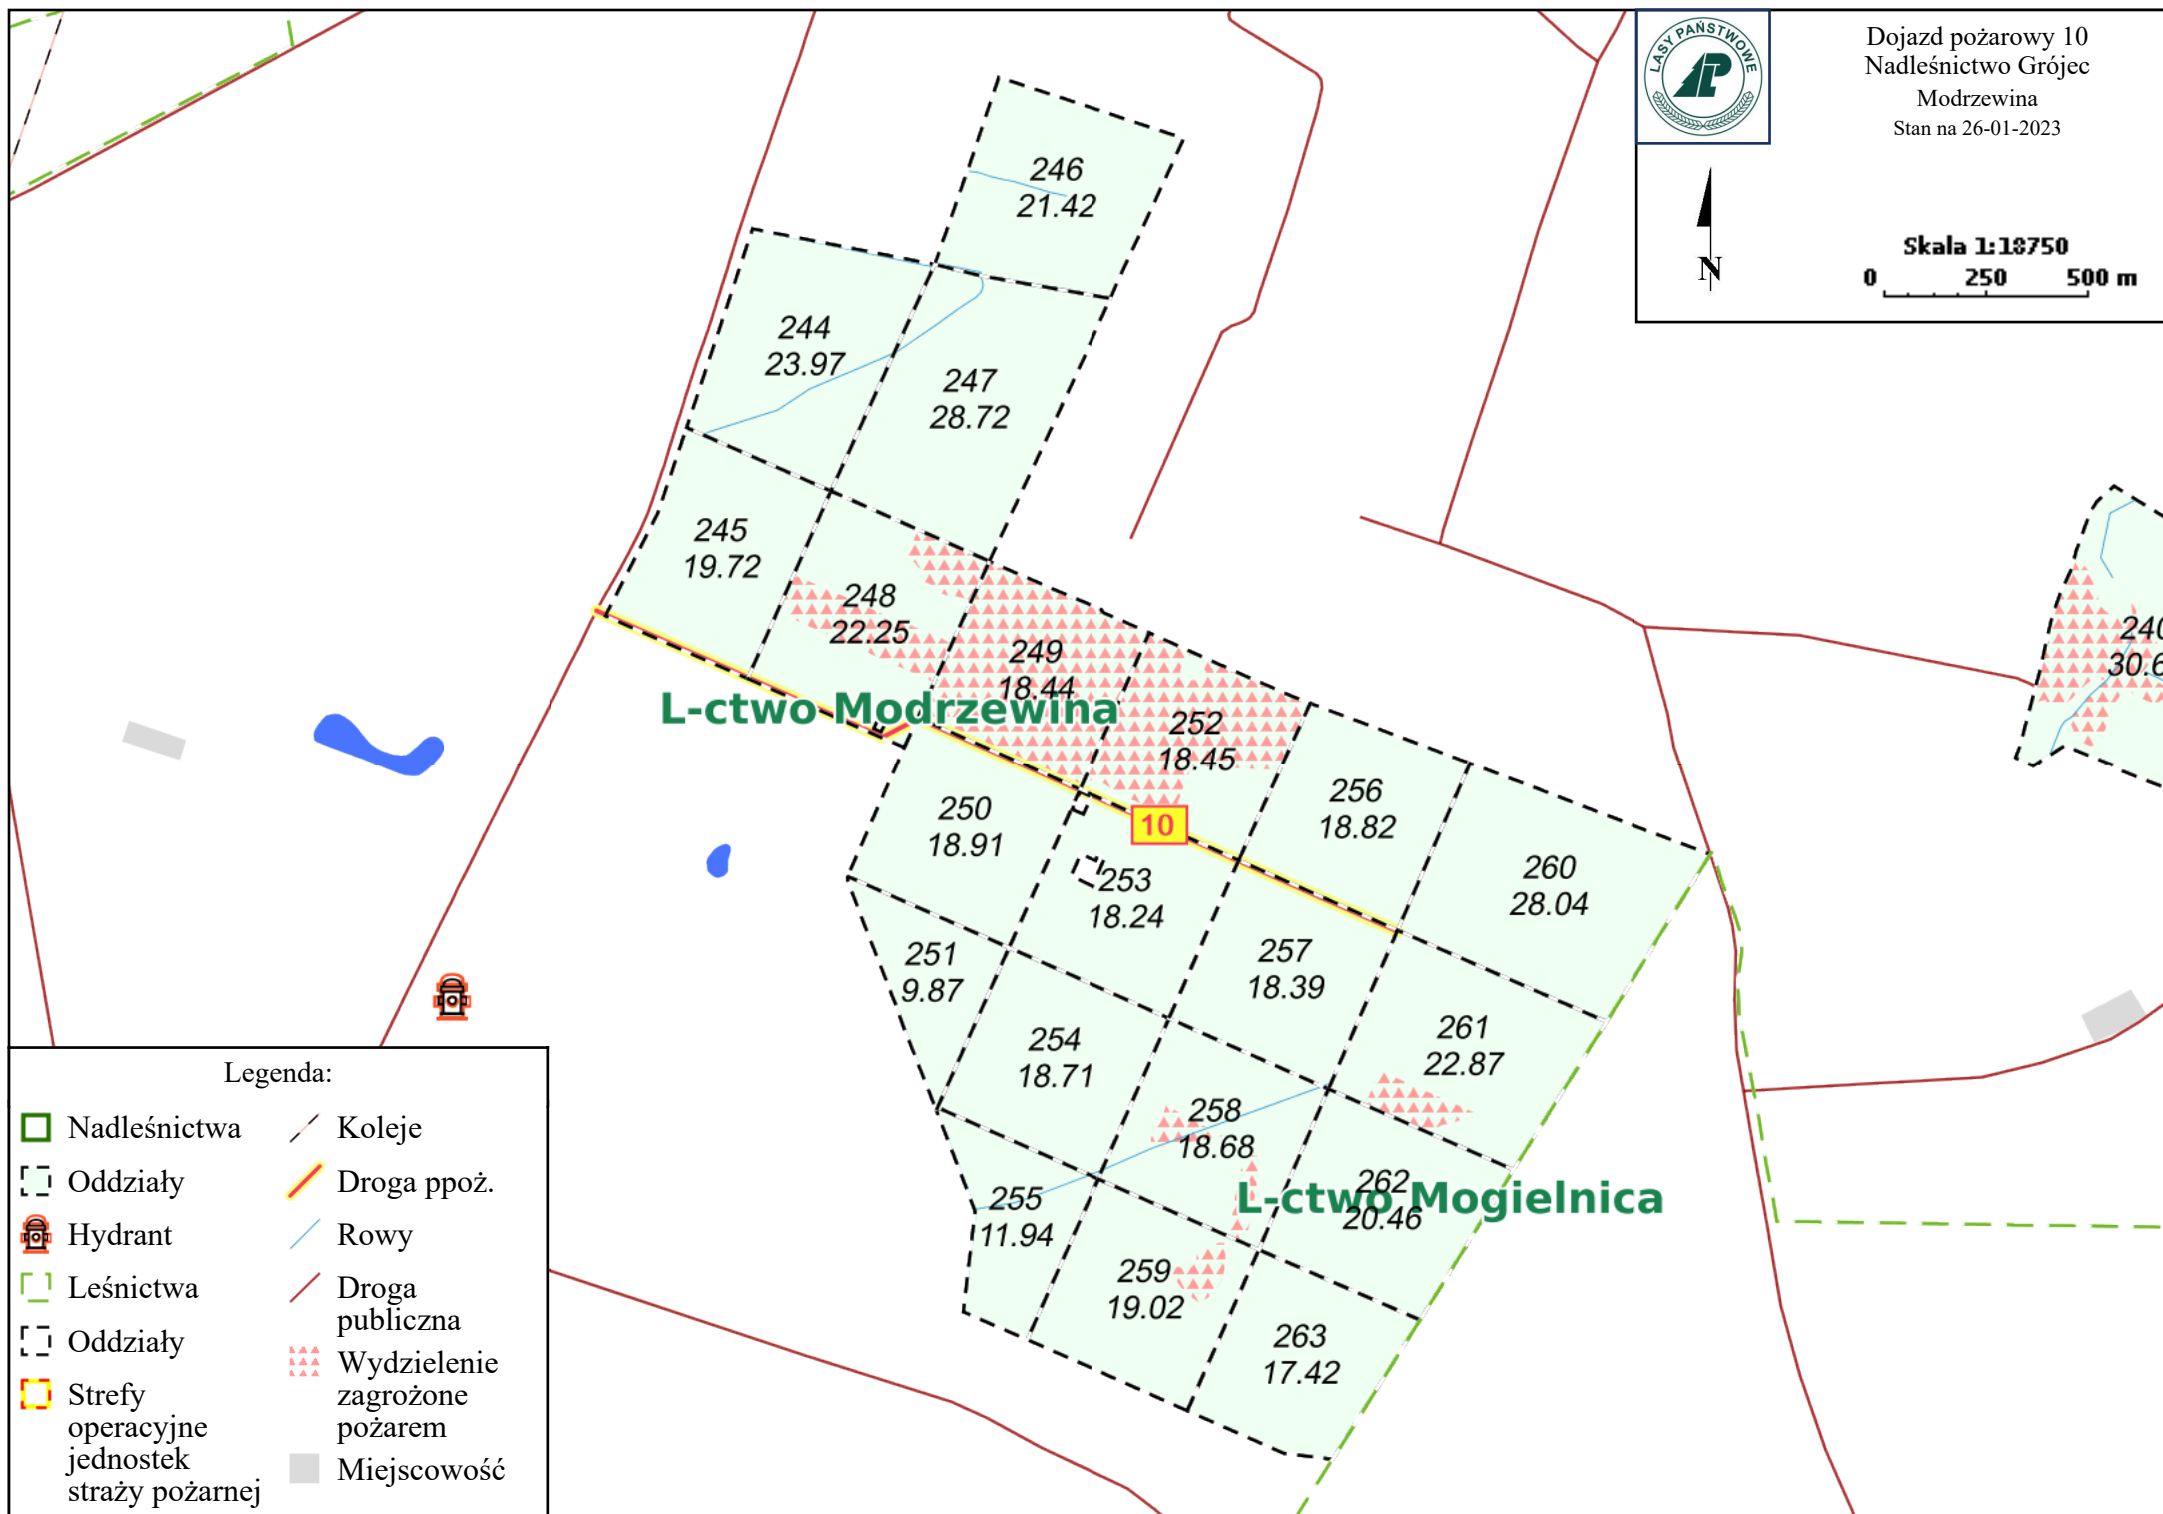 LASY PAŃSTWOWE
Dojazd pożarowy 10
Nadleśnictwo Grójec
Modrzewina
Stan na 26-01-2023
N
Skala 1:18750
0 250 500 m
246
21.42
244
23.97
247
28.72
245
19.72
248
22.25
249
18.44
L-ctwo Modrzewina
252
18.45
240
250
18.91
10
256
18.82
253
18.24
260
28.04
251
9.87
257
18.39
254
18.71
261
22.87
258
18.68
262
20.46
L-ctwo Mogielnica
255
11.94
259
19.02
263
17.42
Legenda:
Nadleśnictwa
Oddziały
Hydrant
Leśnictwa
Oddziały
Strefy
operacyjne
jednostek
straży pożarnej
Koleje
Droga ppoż.
Rowy
Droga
publiczna
Wydzielenie
zagrożone
pożarem
Miejscowość